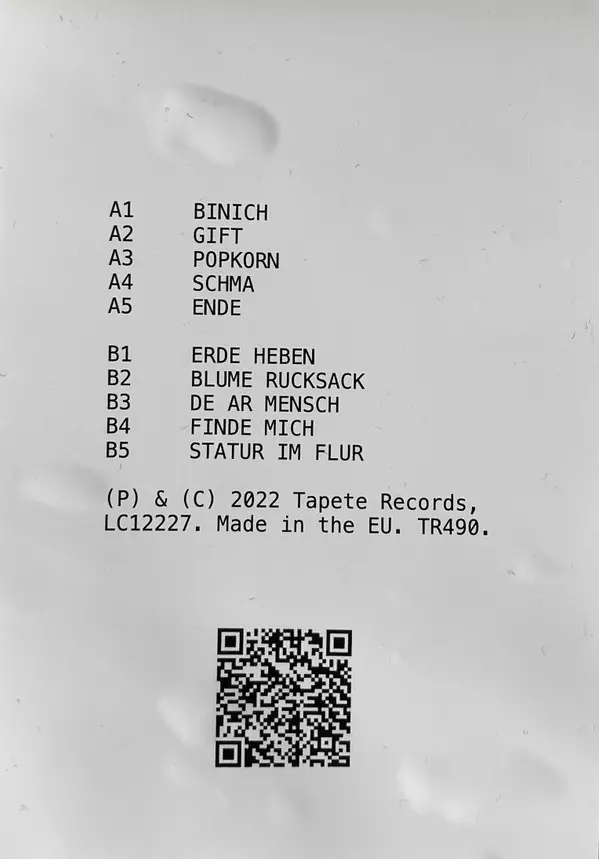 A1 BINICH
A2 GIFT
A3 POPKORN
A4 SCHMA
A5 ENDE
B1 ERDE HEBEN
B2 BLUME RUCKSACK
B3 DE AR MENSCH
B4 FINDE MICH
B5 STATUR IM FLUR
(P) & (C) 2022 Tapete Records,
LC12227. Made in the EU. TR490.